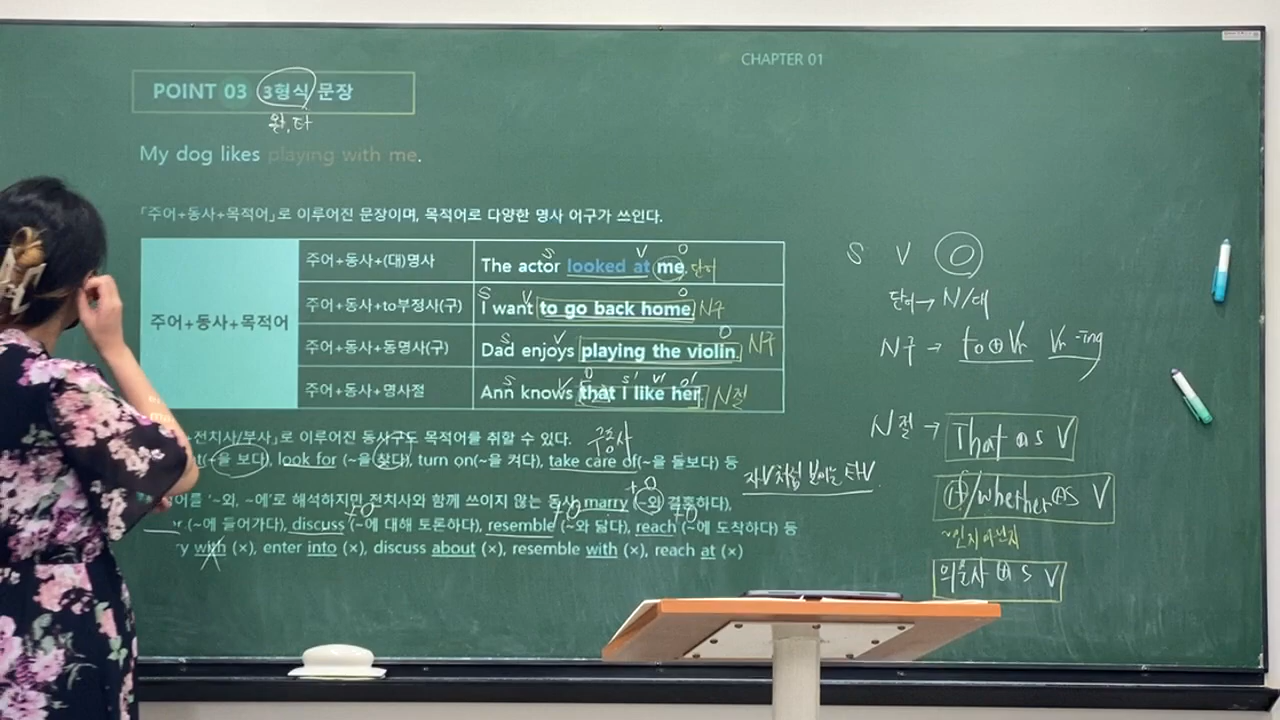 CHAPTER 01
POINT 03 3형식 문장
완, 타
My dog likes playing with me.
「주어+동사+목적어」로 이루어진 문장이며, 목적어로 다양한 명사 어구가 쓰인다.
주어+동사+목적어
S V O
주어+동사+(대)명사 The actor looked at me. 단어
S V O
주어+동사+to부정사(구) I want to go back home. N구
S V O
주어+동사+동명사(구) Dad enjoys playing the violin. N구
S V O S' V' O'
주어+동사+명사절 Ann knows that I like her. N절
+전치사/부사」로 이루어진 동사구도 목적어를 취할 수 있다. 구동사
(~을 보다), look for (~을 찾다), turn on(~을 켜다), take care of(~을 돌보다) 등
어를 '~와, ~에'로 해석하지만 전치사와 함께 쓰이지 않는 동사 marry (~와 결혼하다),
+O
(~에 들어가다), discuss (~에 대해 토론하다), resemble (~와 닮다), reach (~에 도착하다) 등
+O +O +O
y with (×), enter into (×), discuss about (×), resemble with (×), reach at (×)
S V O
단어→ N/대
N구 → to⊕Vr Vr -ing
N절 → That ⊕ S V
자V처럼 보이는 타V
if/whether ⊕ S V
~인지 아닌지
의문사 ⊕ S V